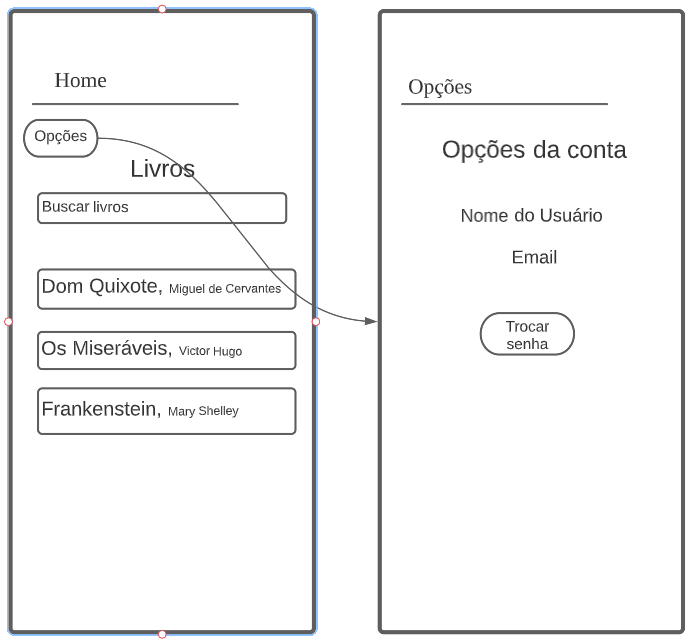 Home
Opções
Livros
Buscar livros
Dom Quixote, Miguel de Cervantes
Os Miseráveis, Victor Hugo
Frankenstein, Mary Shelley
Opções
Opções da conta
Nome do Usuário
Email
Trocar
senha